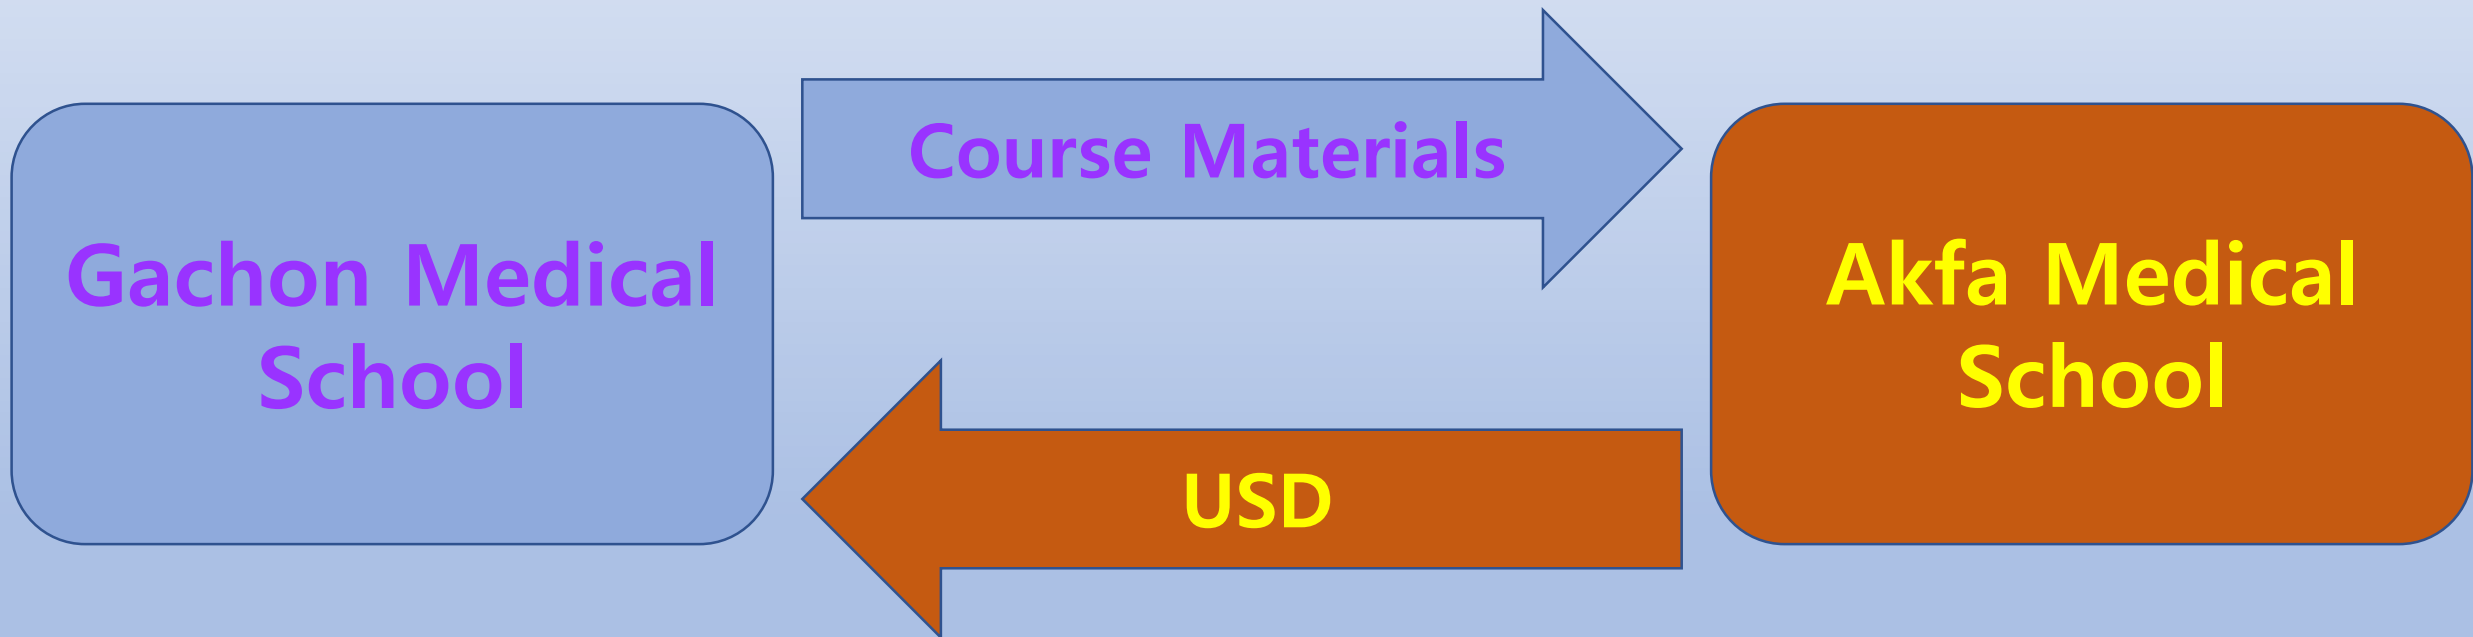 Course Materials
Gachon Medical
School
Akfa Medical
School
USD